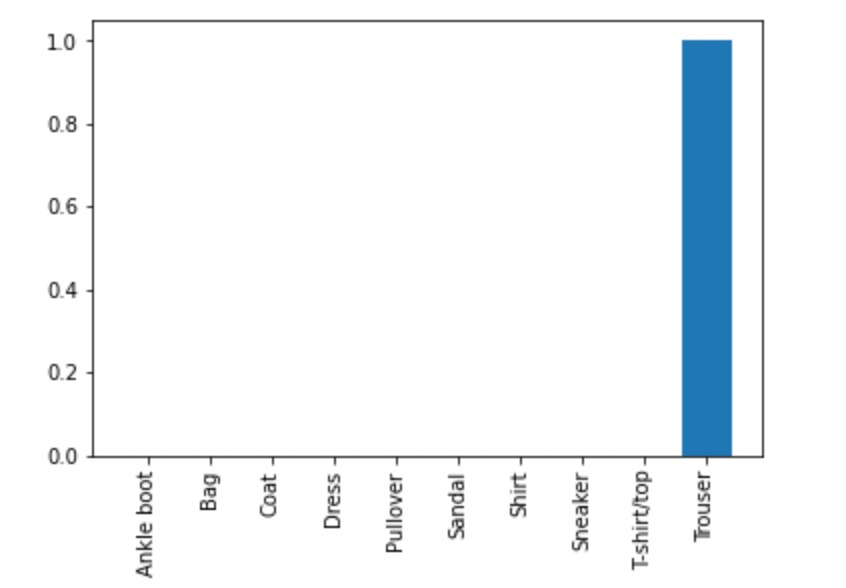 1.0
0.8
0.6
0.4
0.2
0.0
Ankle boot
Bag
Coat
Dress
Pullover
Sandal
Shirt
Sneaker
T-shirt/top
Trouser